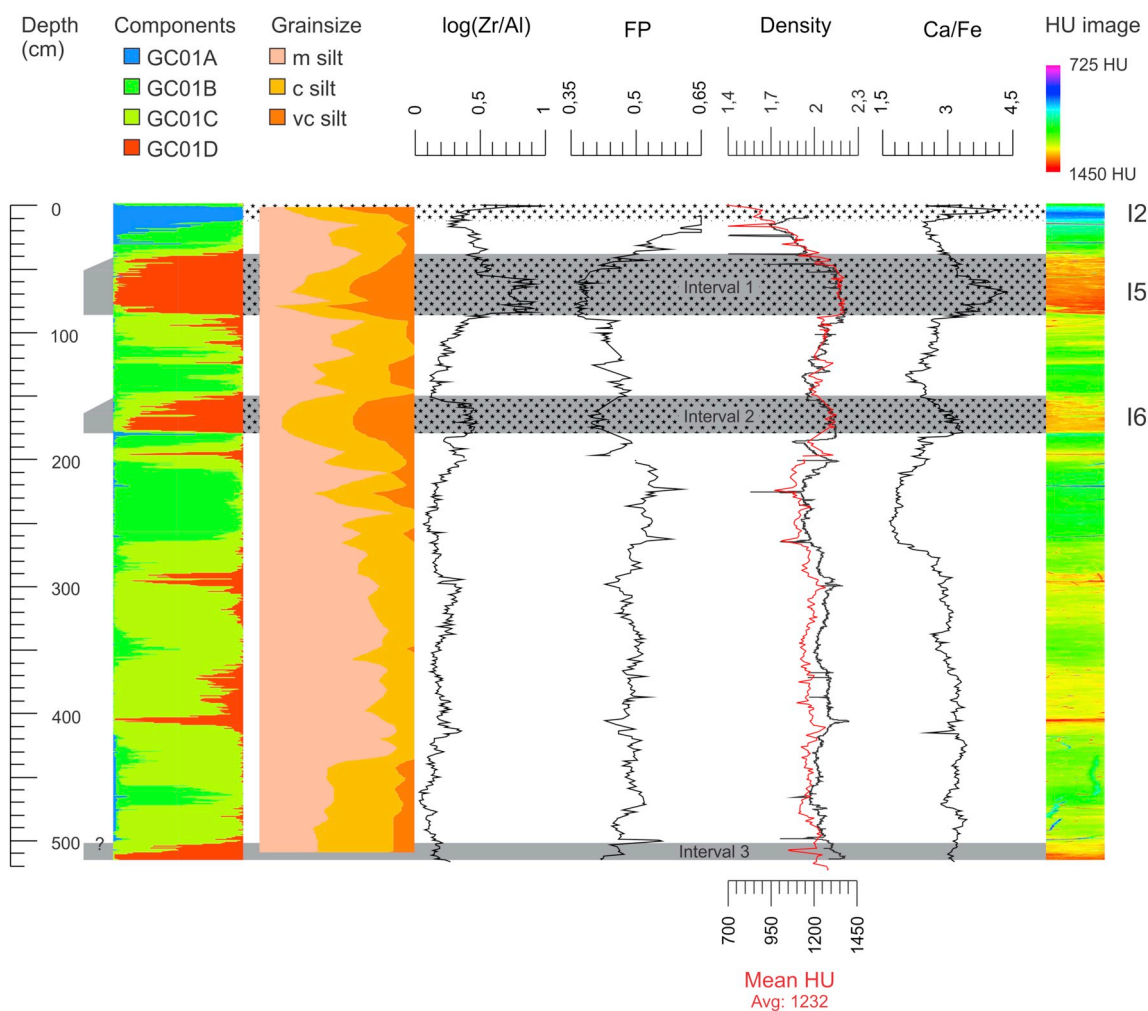 Depth
(cm)
Components
GC01A
GC01B
GC01C
GC01D
Grainsize
m silt
c silt
vc silt
log(Zr/Al)
0
0,5
1
FP
0,35
0,5
0,65
Density
1,4
1,7
2
2,3
Ca/Fe
1,5
3
4,5
HU image
725 HU
1450 HU
0
100
200
300
400
500
?
Interval 1
Interval 2
Interval 3
I2
I5
I6
700
950
1200
1450
Mean HU
Avg: 1232